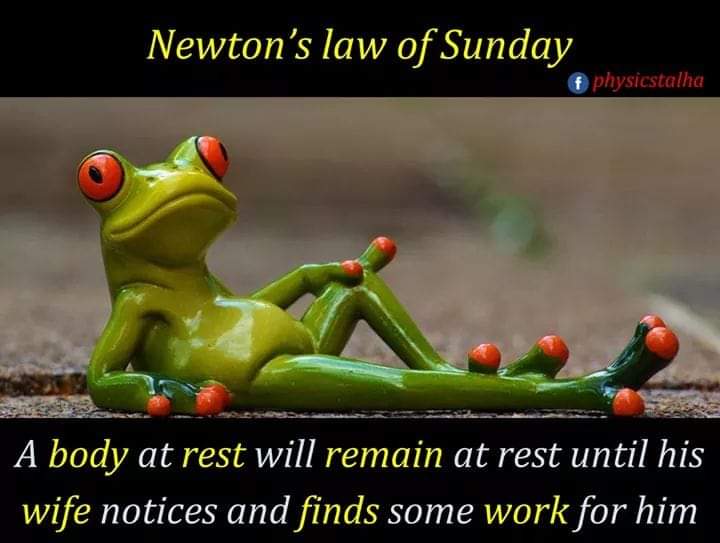 Newton's law of Sunday
f physicstalha
A body at rest will remain at rest until his
wife notices and finds some work for him